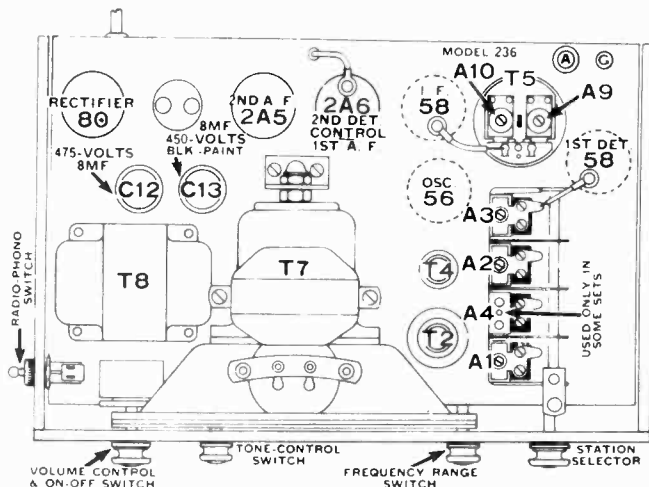 MODEL 236
A
G
A10
T5
A9
RECTIFIER
80
8MF
450-VOLTS
BLK-PAINT
2ND A F
2A5
2A6
2ND DET
CONTROL
1ST A. F
I F
58
1ST DET
58
475-VOLTS
8MF
C12
C13
OSC
56
A3
A2
A4
A1
T8
T7
T4
T2
USED ONLY IN
SOME SETS
RADIO-PHONO
SWITCH
VOLUME CONTROL
& ON-OFF SWITCH
TONE-CONTROL
SWITCH
FREQUENCY RANGE
SWITCH
STATION
SELECTOR